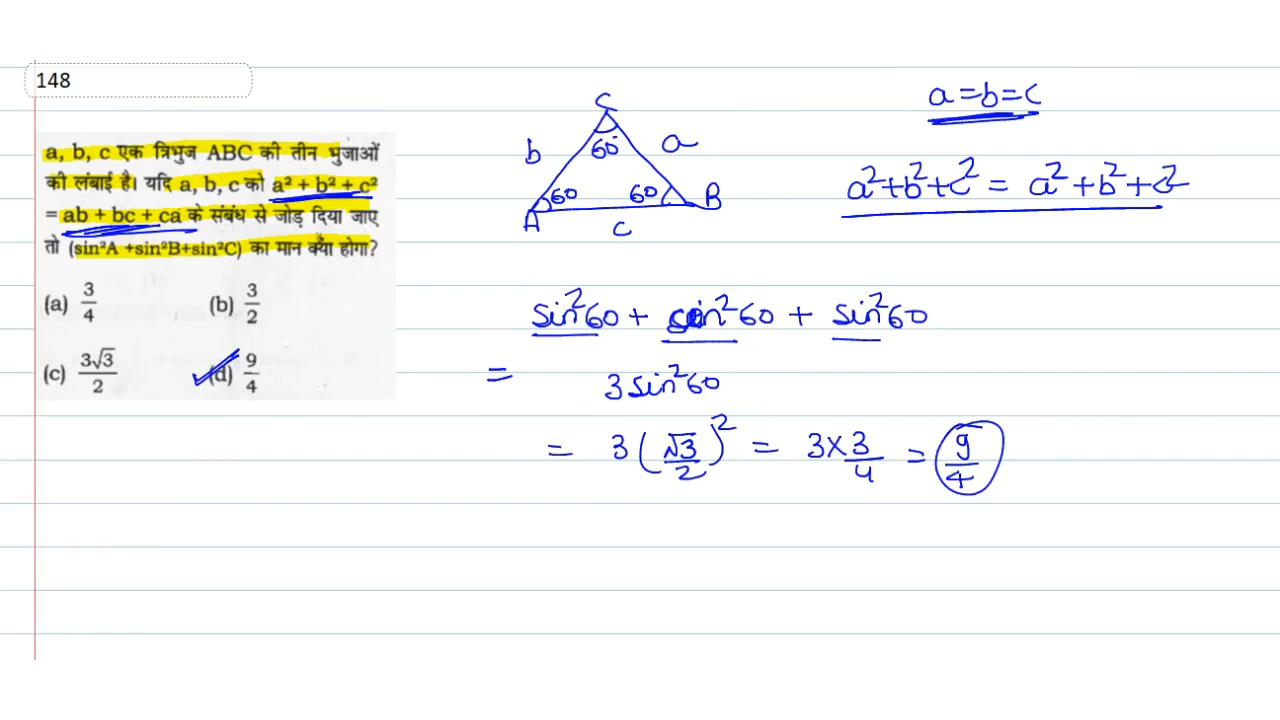 148
a, b, c एक त्रिभुज ABC की तीन भुजाओं
की लंबाई है। यदि a, b, c को a² + b² + c²
= ab + bc + ca के संबंध से जोड़ दिया जाए
तो (sin²A +sin²B+sin²C) का मान क्या होगा?
(a) 3/4 (b) 3/2
(c) 3√3/2 (d) 9/4
C
b 60° a
60 60
A c B
a = b = c
a² + b² + c² = a² + b² + c²
sin²60 + sin²60 + sin²60
= 3 sin²60
= 3 (√3/2)² = 3 × 3/4 = 9/4